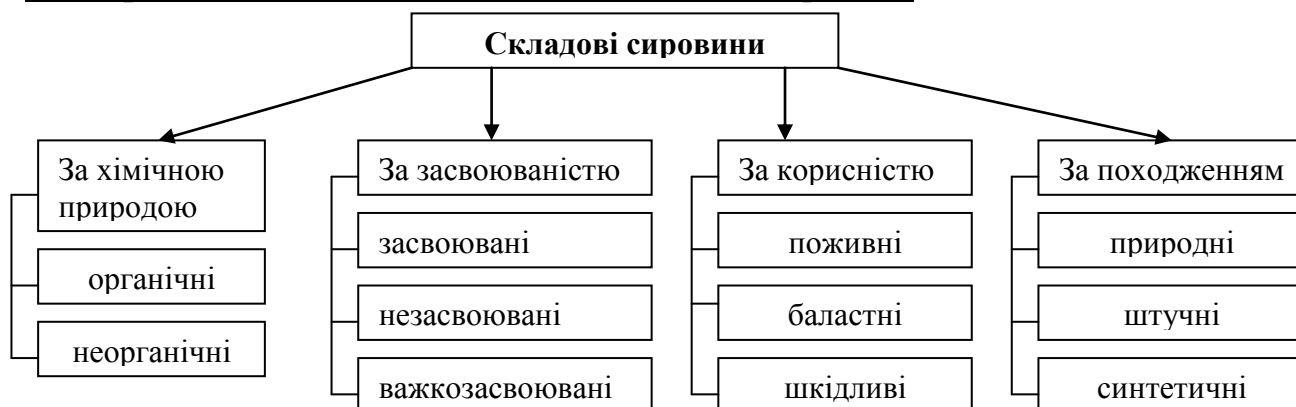 Складові сировини
За хімічною
природою
органічні
неорганічні
За засвоюваністю
засвоювані
незасвоювані
важкозасвоювані
За корисністю
поживні
баластні
шкідливі
За походженням
природні
штучні
синтетичні